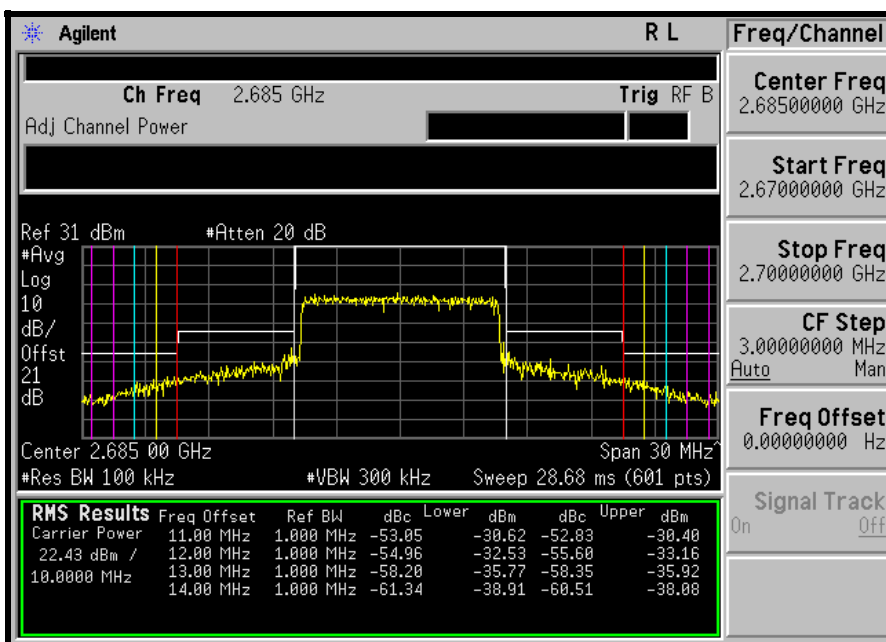 Agilent R L
Freq/Channel
Ch Freq 2.685 GHz Trig RF B
Adj Channel Power
Center Freq
2.68500000 GHz
Start Freq
2.67000000 GHz
Stop Freq
2.70000000 GHz
CF Step
3.00000000 MHz
Auto Man
Freq Offset
0.00000000 Hz
Signal Track
On Off
Ref 31 dBm #Atten 20 dB
#Avg
Log
10
dB/
Offst
21
dB
Center 2.685 00 GHz Span 30 MHz^
#Res BW 100 kHz #VBW 300 kHz Sweep 28.68 ms (601 pts)
RMS Results Freq Offset Ref BW dBc Lower dBm dBc Upper dBm
Carrier Power 11.00 MHz 1.000 MHz -53.05 -30.62 -52.83 -30.40
22.43 dBm / 12.00 MHz 1.000 MHz -54.96 -32.53 -55.60 -33.16
10.0000 MHz 13.00 MHz 1.000 MHz -58.20 -35.77 -58.35 -35.92
14.00 MHz 1.000 MHz -61.34 -38.91 -60.51 -38.08